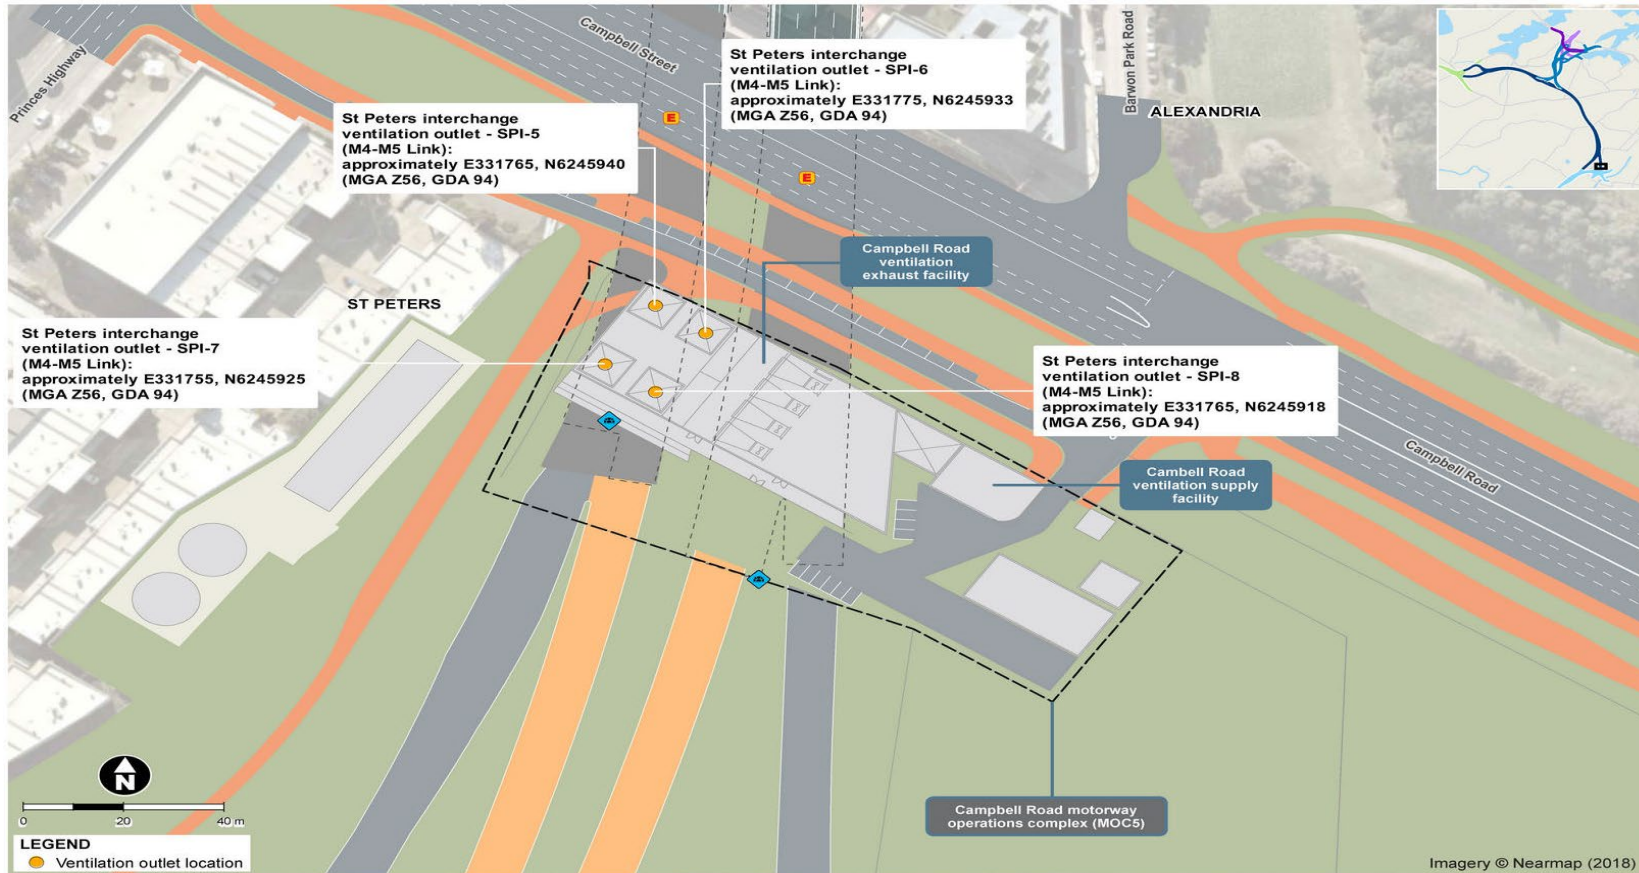 Princes Highway
Campbell Street
Barwon Park Road
ALEXANDRIA
St Peters interchange
ventilation outlet - SPI-6
(M4-M5 Link):
approximately E331775, N6245933
(MGA Z56, GDA 94)
St Peters interchange
ventilation outlet - SPI-5
(M4-M5 Link):
approximately E331765, N6245940
(MGA Z56, GDA 94)
E
E
Campbell Road
ventilation
exhaust facility
ST PETERS
St Peters interchange
ventilation outlet - SPI-7
(M4-M5 Link):
approximately E331755, N6245925
(MGA Z56, GDA 94)
St Peters interchange
ventilation outlet - SPI-8
(M4-M5 Link):
approximately E331765, N6245918
(MGA Z56, GDA 94)
Campbell Road
Cambell Road
ventilation supply
facility
Campbell Road motorway
operations complex (MOC5)
N
0 20 40 m
LEGEND
Ventilation outlet location
Imagery © Nearmap (2018)